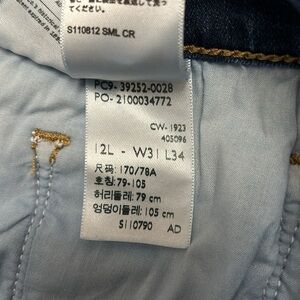 S110812 SML CR
PC9- 39252-0028
PO- 2100034772
CW-1923
405096
12L - W31 L34
尺码: 170/78A
호칭: 79-105
허리둘레: 79 cm
엉덩이둘레: 105 cm
S110790 AD